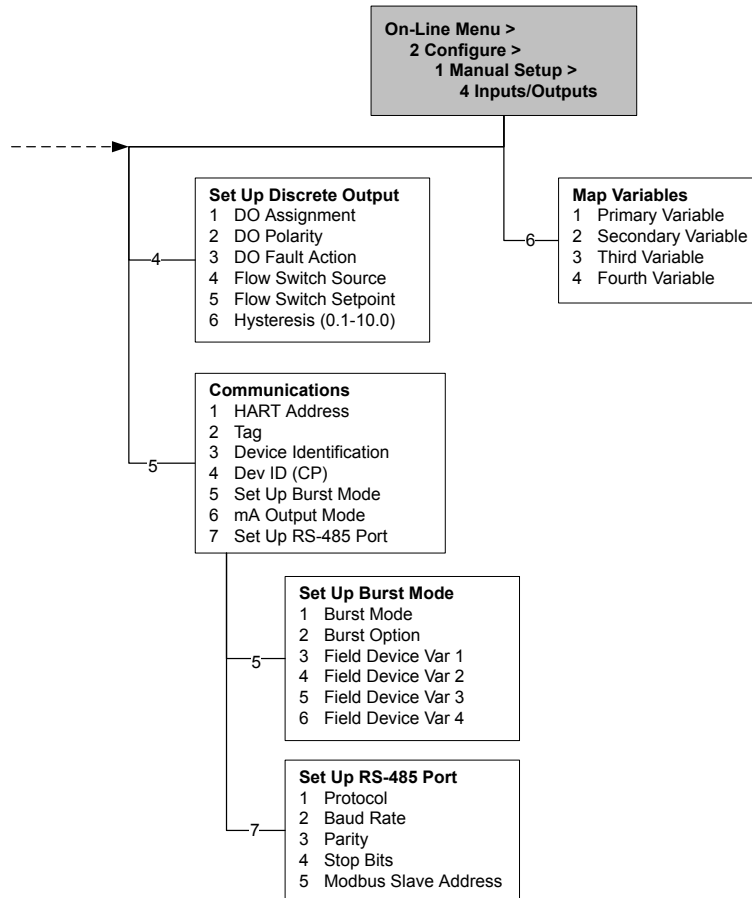 On-Line Menu >
2 Configure >
1 Manual Setup >
4 Inputs/Outputs
4
Set Up Discrete Output
1 DO Assignment
2 DO Polarity
3 DO Fault Action
4 Flow Switch Source
5 Flow Switch Setpoint
6 Hysteresis (0.1-10.0)
6
Map Variables
1 Primary Variable
2 Secondary Variable
3 Third Variable
4 Fourth Variable
5
Communications
1 HART Address
2 Tag
3 Device Identification
4 Dev ID (CP)
5 Set Up Burst Mode
6 mA Output Mode
7 Set Up RS-485 Port
5
Set Up Burst Mode
1 Burst Mode
2 Burst Option
3 Field Device Var 1
4 Field Device Var 2
5 Field Device Var 3
6 Field Device Var 4
7
Set Up RS-485 Port
1 Protocol
2 Baud Rate
3 Parity
4 Stop Bits
5 Modbus Slave Address